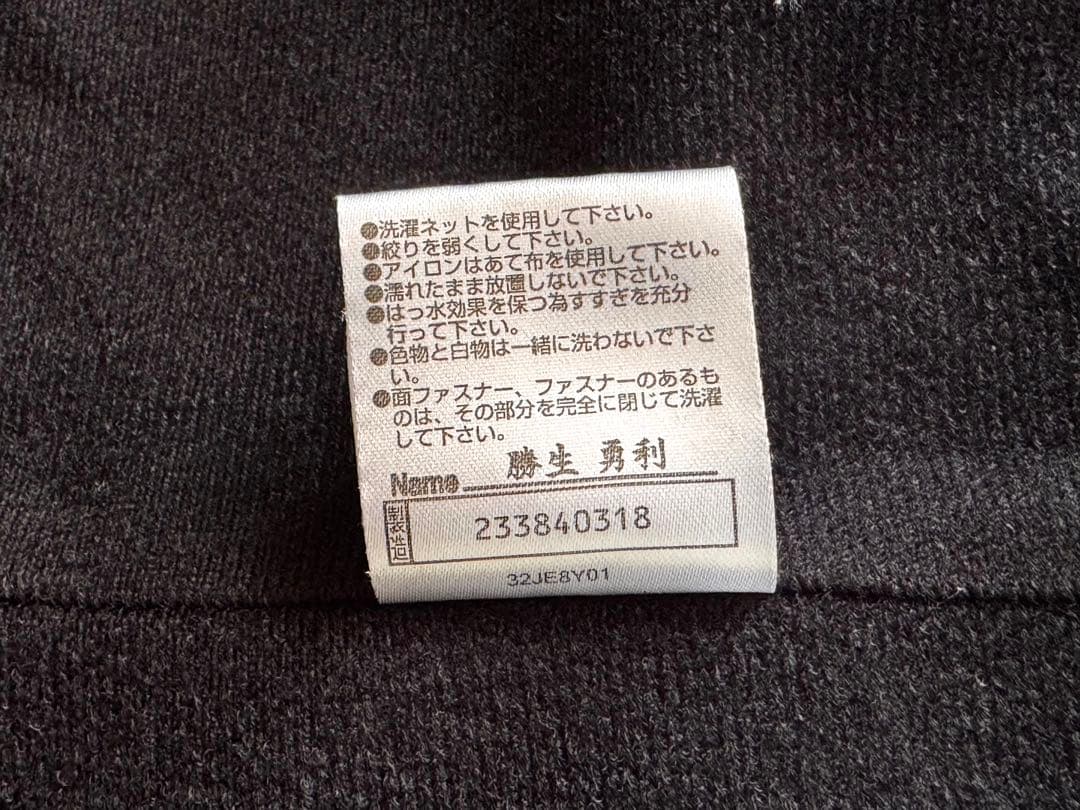 ●洗濯ネットを使用して下さい。
●絞りを弱くして下さい。
●アイロンはあて布を使用して下さい。
●濡れたまま放置しないで下さい。
●はっ水効果を保つ為すすぎを充分
行って下さい。
●色物と白物は一緒に洗わないで下さ
い。
●面ファスナー、ファスナーのあるも
のは、その部分を完全に閉じて洗濯
して下さい。
Name 勝生 勇利
製造 233840318
32JE8Y01